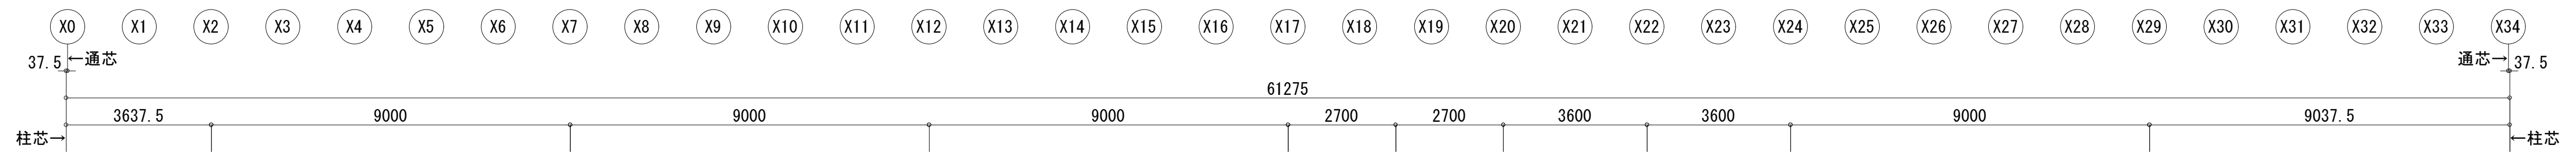 X0 X1 X2 X3 X4 X5 X6 X7 X8 X9 X10 X11 X12 X13 X14 X15 X16 X17 X18 X19 X20 X21 X22 X23 X24 X25 X26 X27 X28 X29 X30 X31 X32 X33 X34
←通芯 通芯→
37.5 37.5
61275
3637.5 9000 9000 9000 2700 2700 3600 3600 9000 9037.5
柱芯→ ←柱芯